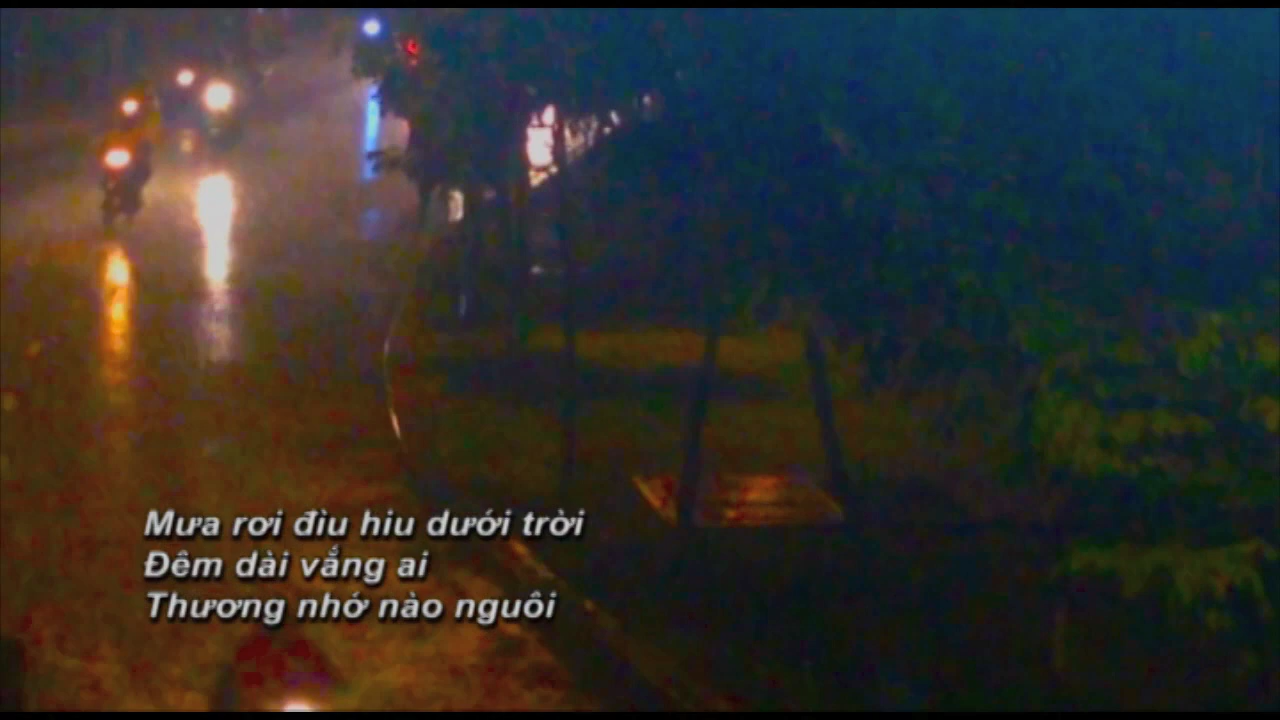 Mưa rơi đìu hiu dưới trời
Đêm dài vắng ai
Thương nhớ nào nguôi